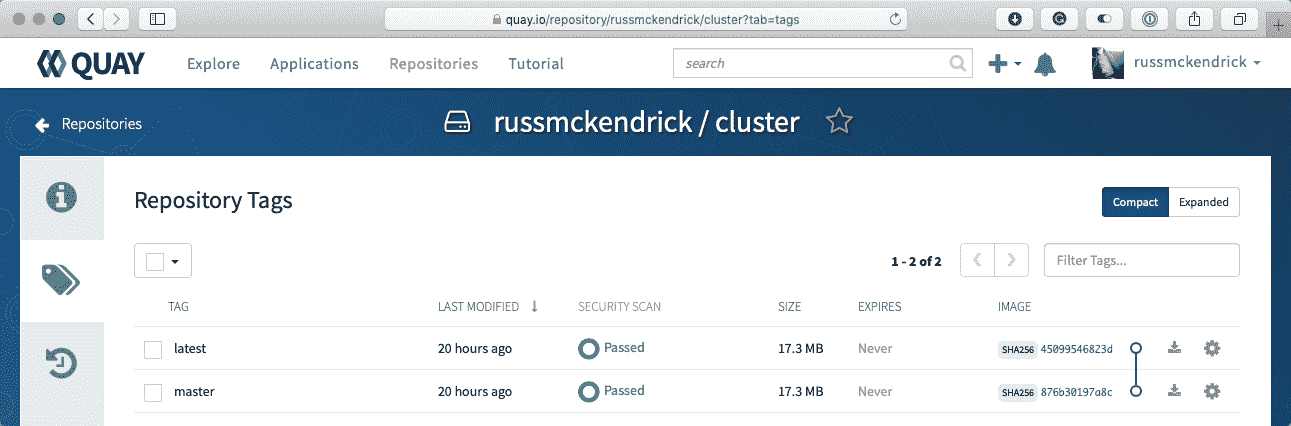 quay.io/repository/russmckendrick/cluster?tab=tags
QUAY Explore Applications Repositories Tutorial search russmckendrick
Repositories russmckendrick / cluster
Repository Tags Compact Expanded
1 - 2 of 2 Filter Tags...
TAG LAST MODIFIED SECURITY SCAN SIZE EXPIRES IMAGE
latest 20 hours ago Passed 17.3 MB Never SHA256 45099546823d
master 20 hours ago Passed 17.3 MB Never SHA256 876b30197a8c